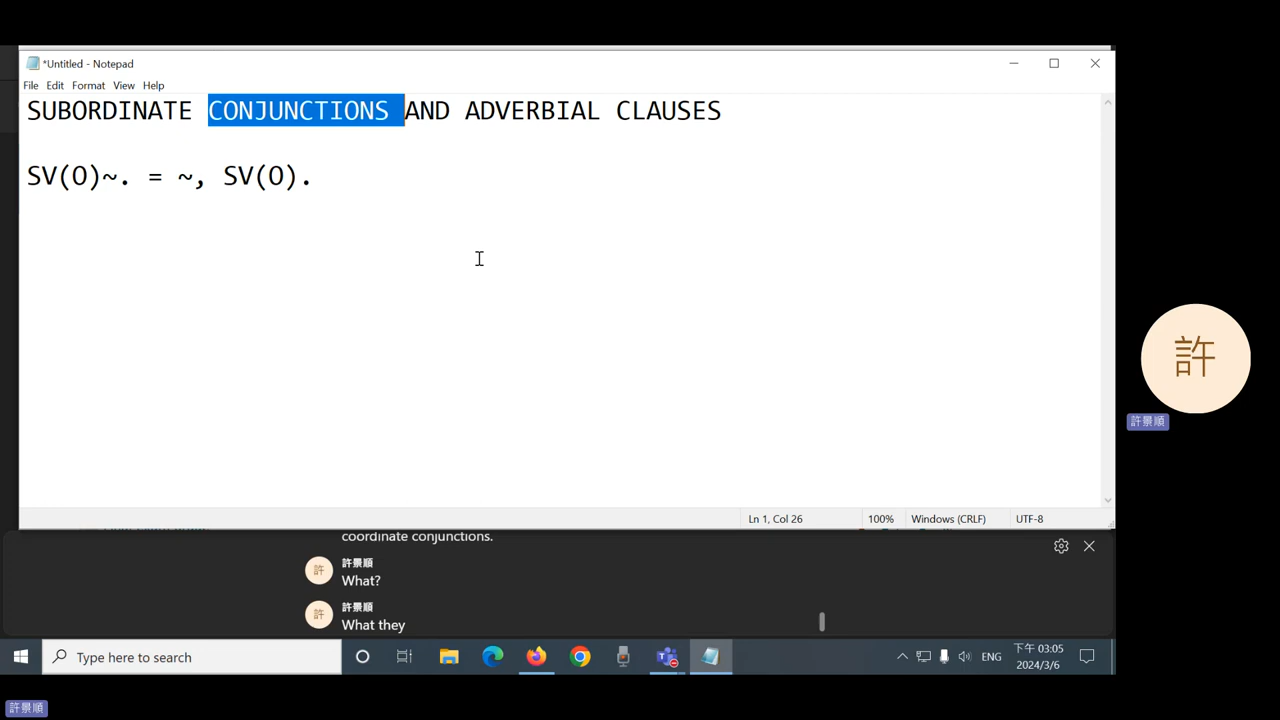 *Untitled - Notepad
File Edit Format View Help
SUBORDINATE CONJUNCTIONS AND ADVERBIAL CLAUSES
SV(O)~. = ~, SV(O).
Ln 1, Col 26 100% Windows (CRLF) UTF-8
coordinate conjunctions.
許 許景順
What?
許 許景順
What they
許
許景順
Type here to search
ENG
下午 03:05
2024/3/6
許景順